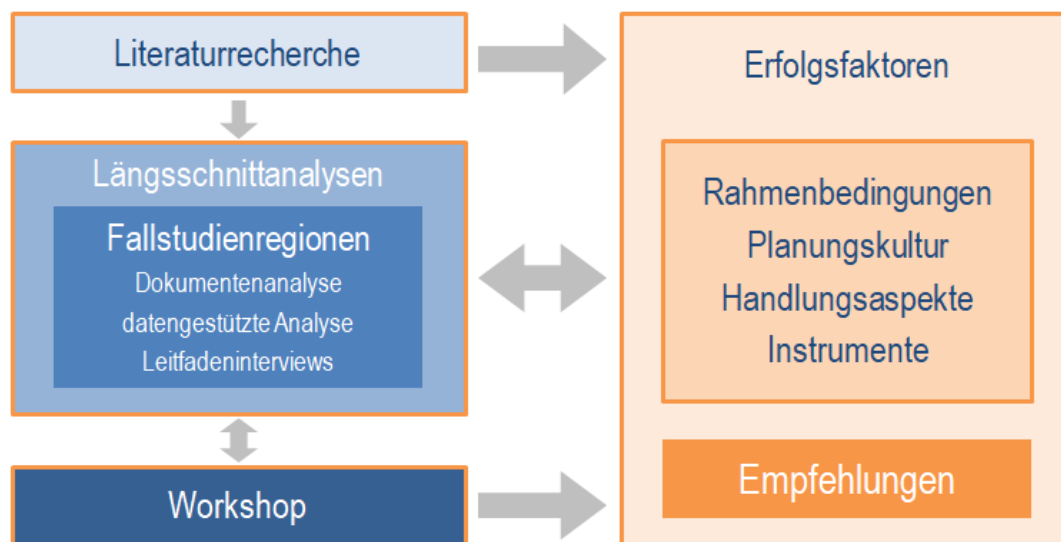 Literaturrecherche
Längsschnittanalysen
Fallstudienregionen
Dokumentenanalyse
datengestützte Analyse
Leitfadeninterviews
Workshop
Erfolgsfaktoren
Rahmenbedingungen
Planungskultur
Handlungsaspekte
Instrumente
Empfehlungen